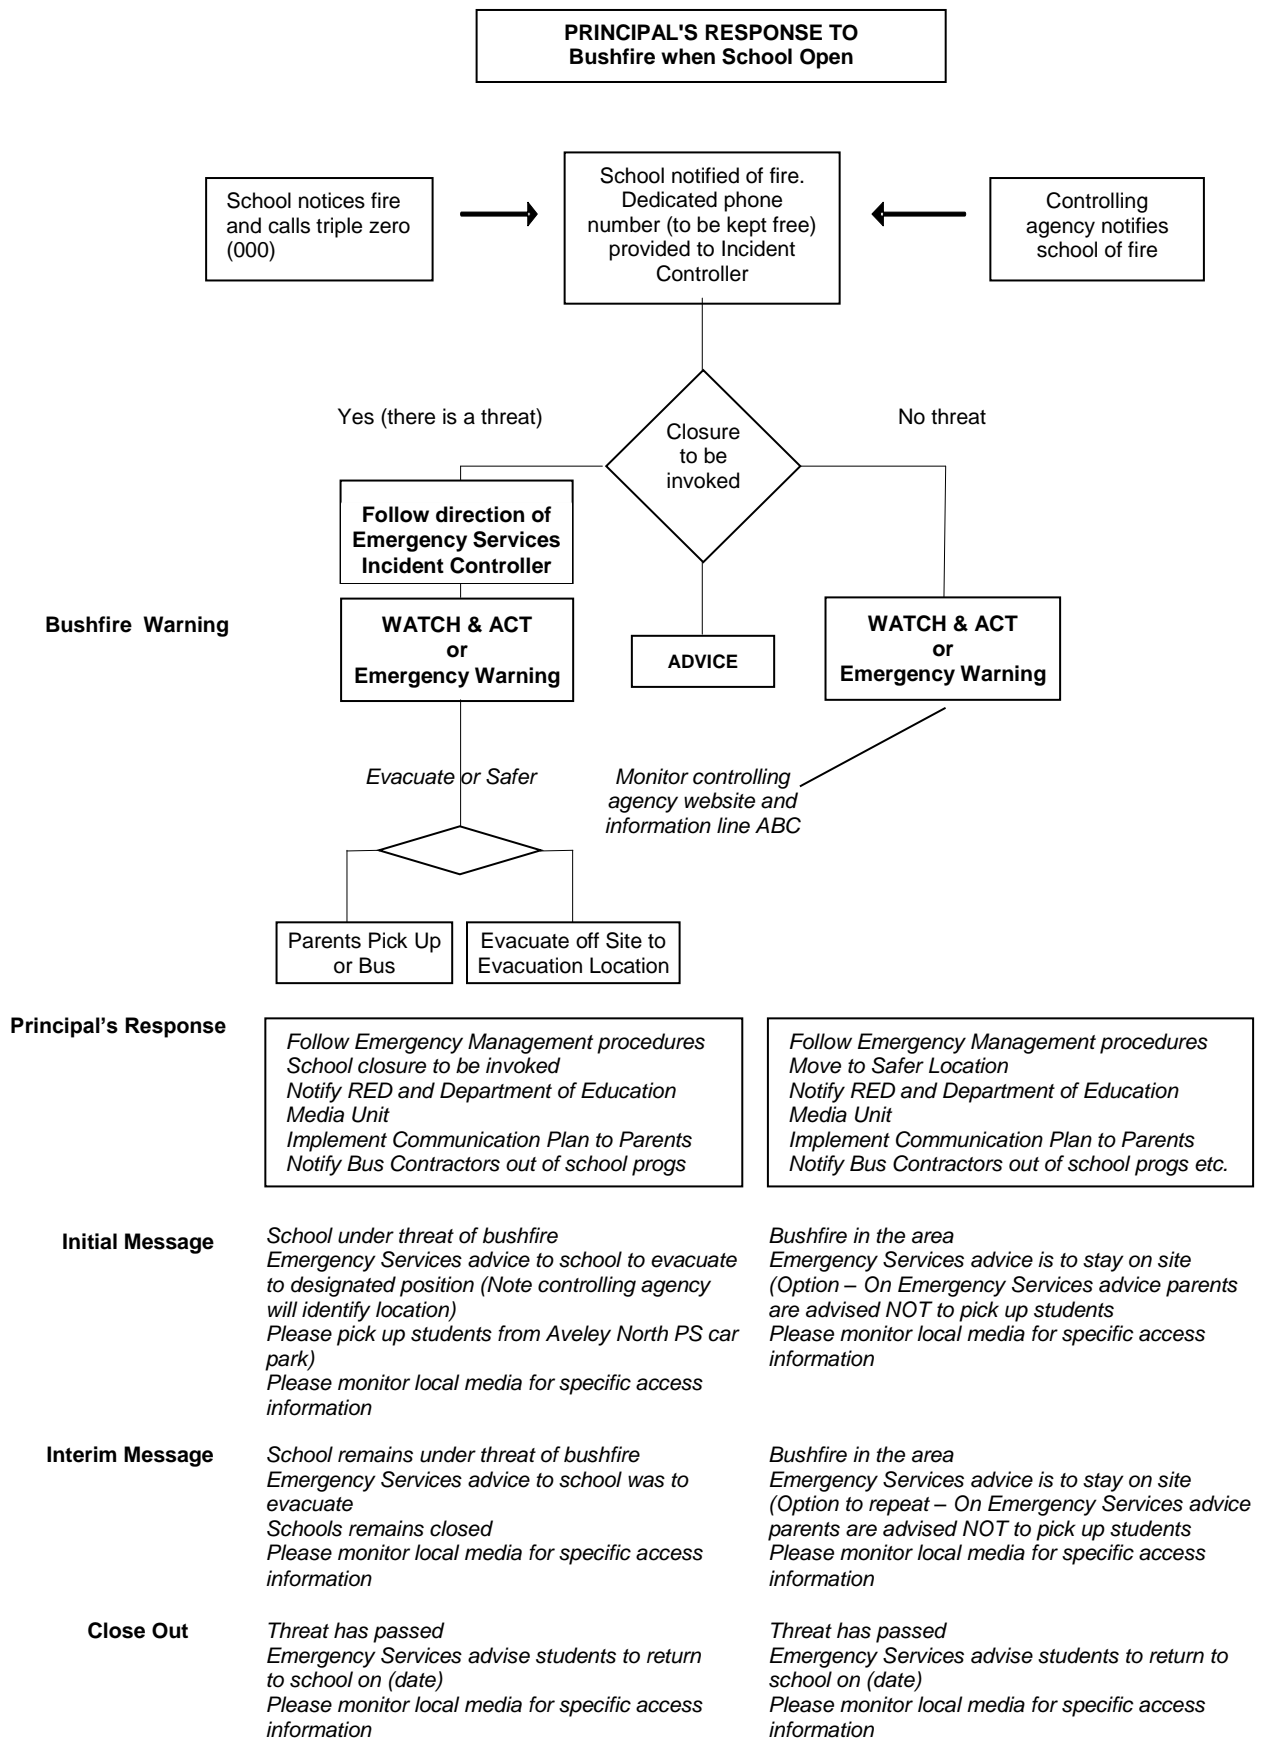 PRINCIPAL'S RESPONSE TO
Bushfire when School Open
School notices fire
and calls triple zero
(000)
School notified of fire.
Dedicated phone
number (to be kept free)
provided to Incident
Controller
Controlling
agency notifies
school of fire
Yes (there is a threat)
Closure
to be
invoked
No threat
Follow direction of
Emergency Services
Incident Controller
Bushfire Warning
WATCH & ACT
or
Emergency Warning
ADVICE
WATCH & ACT
or
Emergency Warning
Evacuate or Safer
Monitor controlling
agency website and
information line ABC
Parents Pick Up
or Bus
Evacuate off Site to
Evacuation Location
Principal’s Response
Follow Emergency Management procedures
School closure to be invoked
Notify RED and Department of Education
Media Unit
Implement Communication Plan to Parents
Notify Bus Contractors out of school progs
Follow Emergency Management procedures
Move to Safer Location
Notify RED and Department of Education
Media Unit
Implement Communication Plan to Parents
Notify Bus Contractors out of school progs etc.
Initial Message
School under threat of bushfire
Emergency Services advice to school to evacuate
to designated position (Note controlling agency
will identify location)
Please pick up students from Aveley North PS car
park)
Please monitor local media for specific access
information
Bushfire in the area
Emergency Services advice is to stay on site
(Option – On Emergency Services advice parents
are advised NOT to pick up students
Please monitor local media for specific access
information
Interim Message
School remains under threat of bushfire
Emergency Services advice to school was to
evacuate
Schools remains closed
Please monitor local media for specific access
information
Bushfire in the area
Emergency Services advice is to stay on site
(Option to repeat – On Emergency Services advice
parents are advised NOT to pick up students
Please monitor local media for specific access
information
Close Out
Threat has passed
Emergency Services advise students to return
to school on (date)
Please monitor local media for specific access
information
Threat has passed
Emergency Services advise students to return to
school on (date)
Please monitor local media for specific access
information